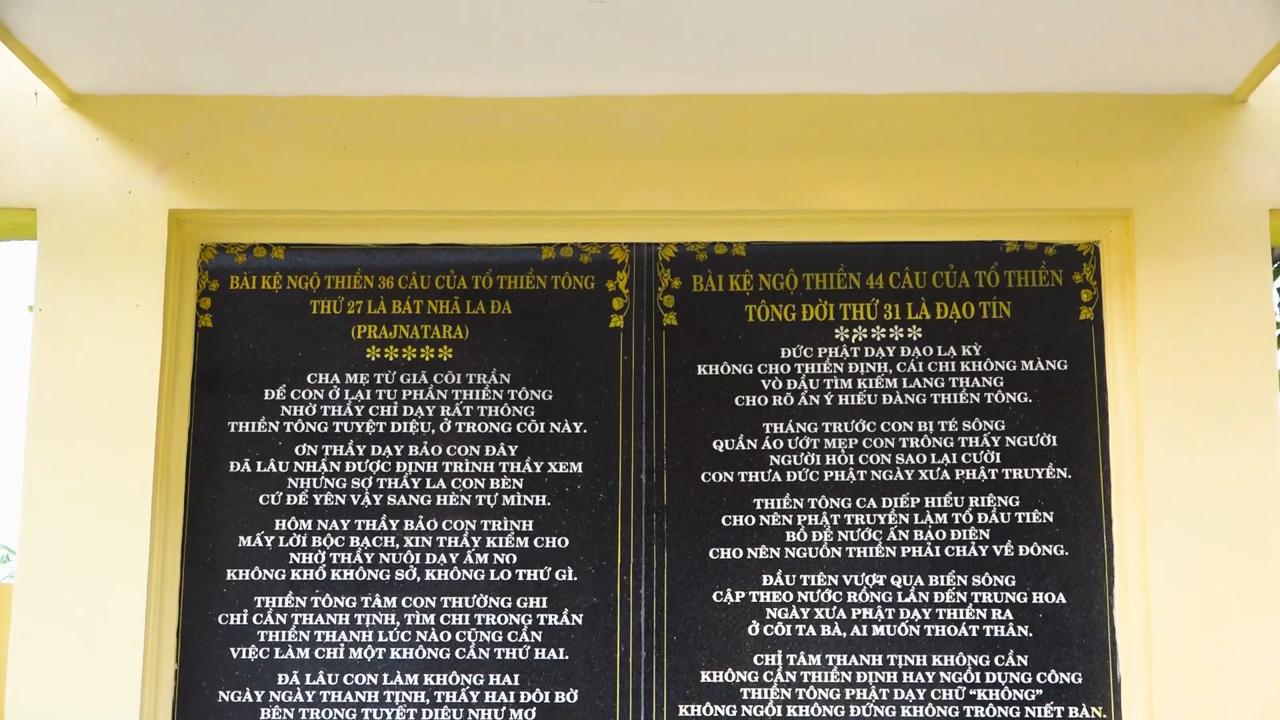 BÀI KỆ NGỘ THIỀN 36 CÂU CỦA TỔ THIỀN TÔNG
THỨ 27 LÀ BÁT NHÃ LA ĐA
(PRAJNATARA)
CHA MẸ TỪ GIÃ CÕI TRẦN
ĐỂ CON Ở LẠI TU PHẦN THIỀN TÔNG
NHỜ THẦY CHỈ DẠY RẤT THÔNG
THIỀN TÔNG TUYỆT DIỆU, Ở TRONG CÕI NÀY.
ƠN THẦY DẠY BẢO CON ĐÂY
ĐÃ LÂU NHẬN ĐƯỢC ĐỊNH TRÌNH THẦY XEM
NHƯNG SỢ THẦY LA CON BÈN
CỨ ĐỂ YÊN VẬY SANG HÈN TỰ MÌNH.
HÔM NAY THẦY BẢO CON TRÌNH
MẤY LỜI BỘC BẠCH, XIN THẦY KIỂM CHO
NHỜ THẦY NUÔI DẠY ẤM NO
KHÔNG KHỔ KHÔNG SỞ, KHÔNG LO THỨ GÌ.
THIỀN TÔNG TÂM CON THƯỜNG GHI
CHỈ CẦN THANH TỊNH, TÌM CHI TRONG TRẦN
THIỀN THANH LÚC NÀO CŨNG CẦN
VIỆC LÀM CHỈ MỘT KHÔNG CẦN THỨ HAI.
ĐÃ LÂU CON LÀM KHÔNG HAI
NGÀY NGÀY THANH TỊNH, THẤY HAI ĐÔI BỜ
BÊN TRONG TUYỆT DIỆU NHƯ MƠ
BÀI KỆ NGỘ THIỀN 44 CÂU CỦA TỔ THIỀN
TÔNG ĐỜI THỨ 31 LÀ ĐẠO TÍN
ĐỨC PHẬT DẠY ĐẠO LẠ KỲ
KHÔNG CHO THIỀN ĐỊNH, CÁI CHI KHÔNG MÀNG
VÒ ĐẦU TÌM KIẾM LANG THANG
CHO RÕ ẨN Ý HIẾU ĐÀNG THIỀN TÔNG.
THÁNG TRƯỚC CON BỊ TÉ SÔNG
QUẦN ÁO ƯỚT MẸP CON TRÔNG THẤY NGƯỜI
NGƯỜI HỎI CON SAO LẠI CƯỜI
CON THƯA ĐỨC PHẬT NGÀY XƯA PHẬT TRUYỀN.
THIỀN TÔNG CA DIẾP HIỂU RIÊNG
CHO NÊN PHẬT TRUYỀN LÀM TỔ ĐẦU TIÊN
BỒ ĐỀ NƯỚC ẤN BẢO ĐIÊN
CHO NÊN NGUỒN THIỀN PHẢI CHẢY VỀ ĐÔNG.
ĐẦU TIÊN VƯỢT QUA BIỂN SÔNG
CẬP THEO NƯỚC RỒNG LẦN ĐẾN TRUNG HOA
NGÀY XƯA PHẬT DẠY THIỀN RA
Ở CÕI TA BÀ, AI MUỐN THOÁT THÂN.
CHỈ TÂM THANH TỊNH KHÔNG CẦN
KHÔNG CẦN THIỀN ĐỊNH HAY NGỒI DỤNG CÔNG
THIỀN TÔNG PHẬT DẠY CHỮ “KHÔNG”
KHÔNG NGỒI KHÔNG ĐỨNG KHÔNG TRÔNG NIẾT BÀN.